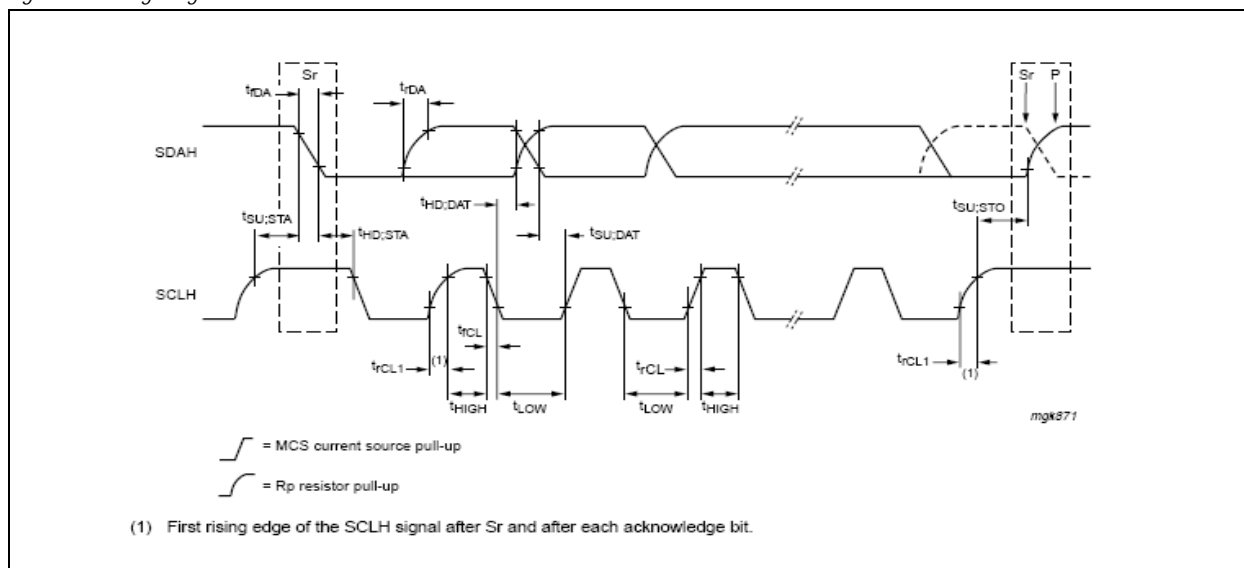 Sr
Sr P
tfDA
trDA
SDAH
tHD;DAT
tSU;STA
tHD;STA
tSU;DAT
tSU;STO
SCLH
tfCL
trCL1
(1)
trCL
trCL1
(1)
tHIGH
tLOW
tLOW
tHIGH
mgk871
= MCS current source pull-up
= Rp resistor pull-up
(1) First rising edge of the SCLH signal after Sr and after each acknowledge bit.